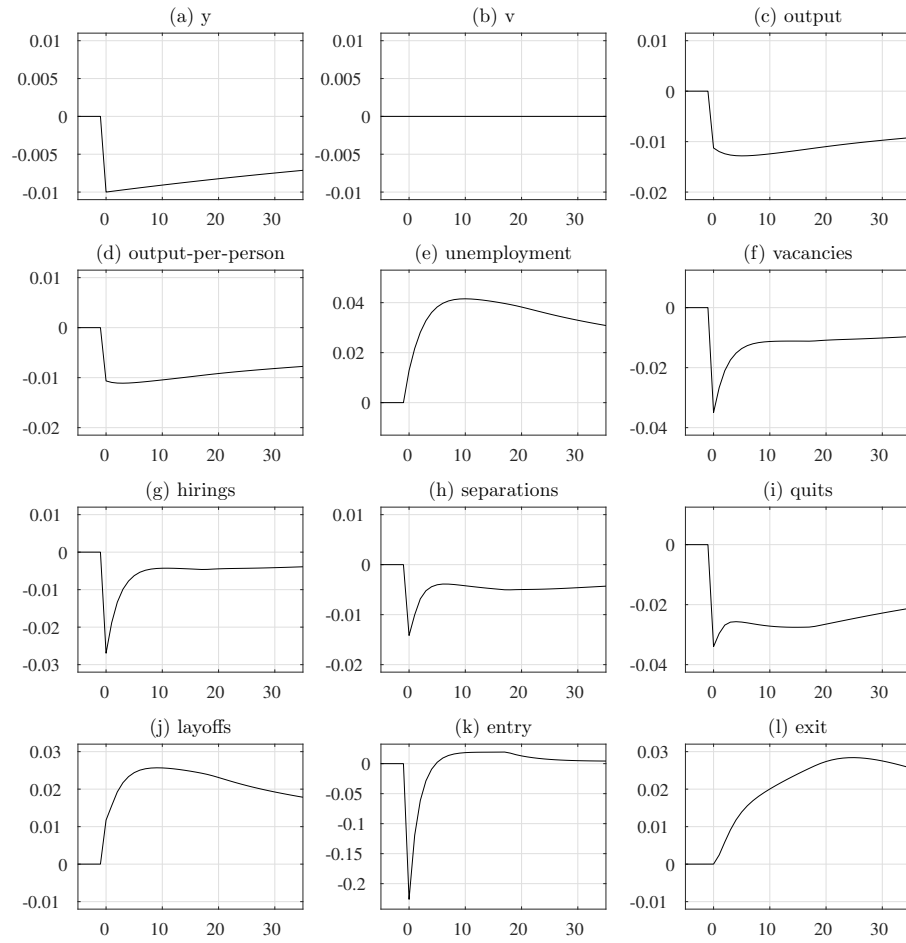 (a) y
0.01
0.005
0
-0.005
-0.01
0 10 20 30
(b) v
0.01
0.005
0
-0.005
-0.01
0 10 20 30
(c) output
0.01
0
-0.01
-0.02
0 10 20 30
(d) output-per-person
0.01
0
-0.01
-0.02
0 10 20 30
(e) unemployment
0.04
0.02
0
0 10 20 30
(f) vacancies
0
-0.02
-0.04
0 10 20 30
(g) hirings
0.01
0
-0.01
-0.02
-0.03
0 10 20 30
(h) separations
0.01
0
-0.01
-0.02
0 10 20 30
(i) quits
0
-0.02
-0.04
0 10 20 30
(j) layoffs
0.03
0.02
0.01
0
-0.01
0 10 20 30
(k) entry
0
-0.05
-0.1
-0.15
-0.2
0 10 20 30
(l) exit
0.03
0.02
0.01
0
-0.01
0 10 20 30